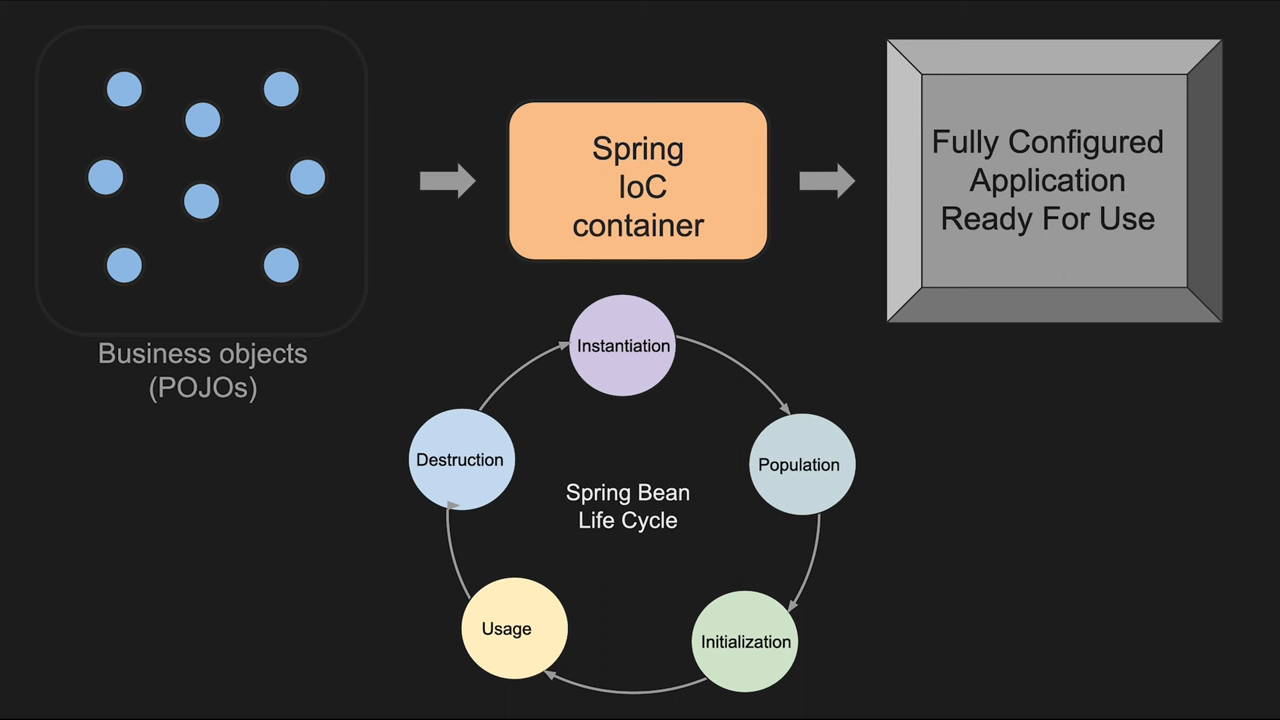 Spring
IoC
container
Fully Configured
Application
Ready For Use
Business objects
(POJOs)
Instantiation
Destruction
Population
Spring Bean
Life Cycle
Usage
Initialization